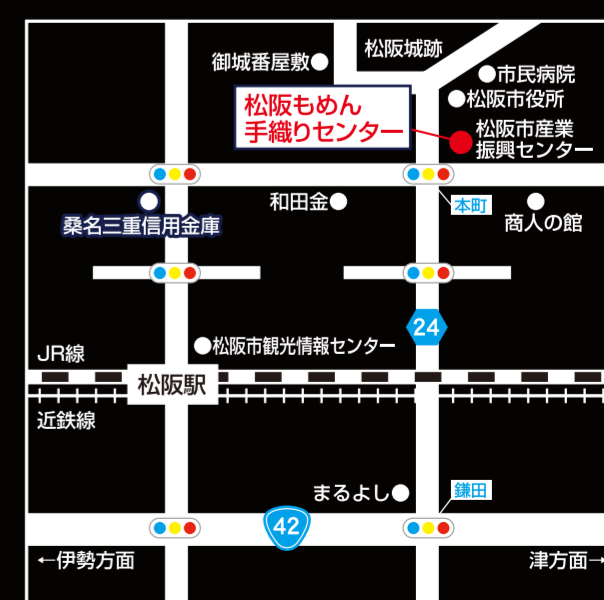 松阪城跡
御城番屋敷
市民病院
松阪市役所
松阪もめん
手織りセンター
松阪市産業
振興センター
和田金
本町
桑名三重信用金庫
商人の館
24
松阪市観光情報センター
JR線
松阪駅
近鉄線
まるよし
鎌田
42
←伊勢方面
津方面→